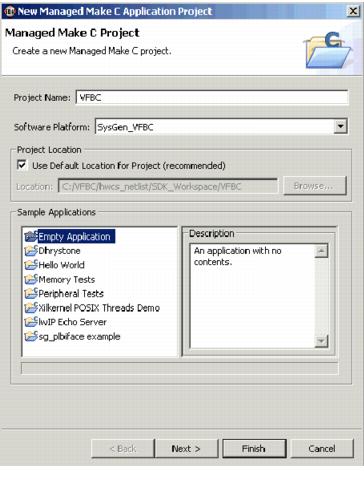 New Managed Make C Application Project
Managed Make C Project
Create a new Managed Make C project.
Project Name: VFBC
Software Platform: SysGen_VFBC
Project Location
Use Default Location for Project (recommended)
Location: C:/VFBC/hwcs_netlist/SDK_Workspace/VFBC Browse...
Sample Applications
Empty Application
Dhrystone
Hello World
Memory Tests
Peripheral Tests
Xilkernel POSIX Threads Demo
lwIP Echo Server
sg_plbiface example
Description
An application with no
contents.
< Back Next > Finish Cancel